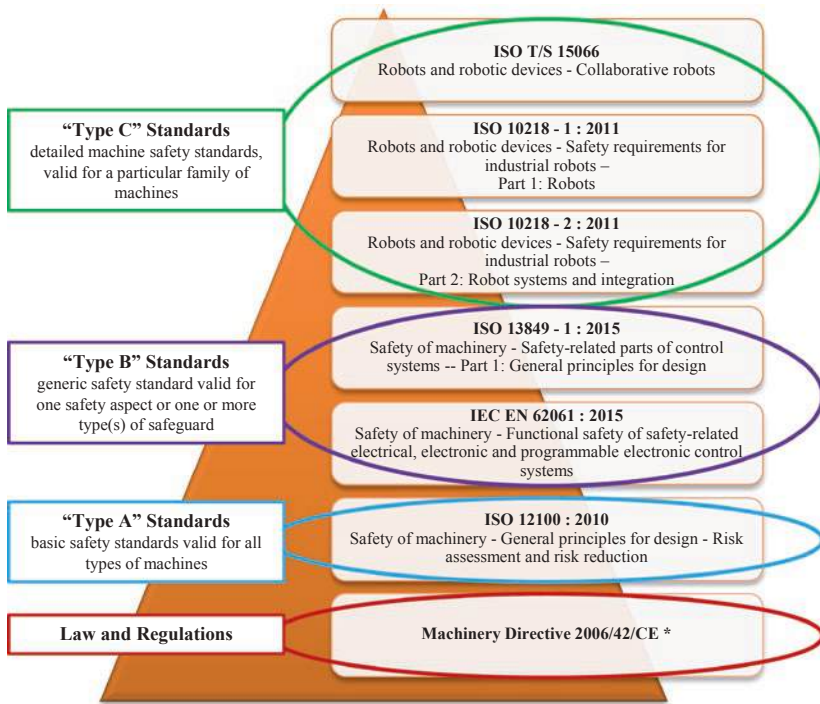 ISO T/S 15066
Robots and robotic devices - Collaborative robots
“Type C” Standards
detailed machine safety standards,
valid for a particular family of
machines
ISO 10218 - 1 : 2011
Robots and robotic devices - Safety requirements for
industrial robots –
Part 1: Robots
ISO 10218 - 2 : 2011
Robots and robotic devices - Safety requirements for
industrial robots –
Part 2: Robot systems and integration
“Type B” Standards
generic safety standard valid for
one safety aspect or one or more
type(s) of safeguard
ISO 13849 - 1 : 2015
Safety of machinery - Safety-related parts of control
systems -- Part 1: General principles for design
IEC EN 62061 : 2015
Safety of machinery - Functional safety of safety-related
electrical, electronic and programmable electronic control
systems
“Type A” Standards
basic safety standards valid for all
types of machines
ISO 12100 : 2010
Safety of machinery - General principles for design - Risk
assessment and risk reduction
Law and Regulations
Machinery Directive 2006/42/CE *